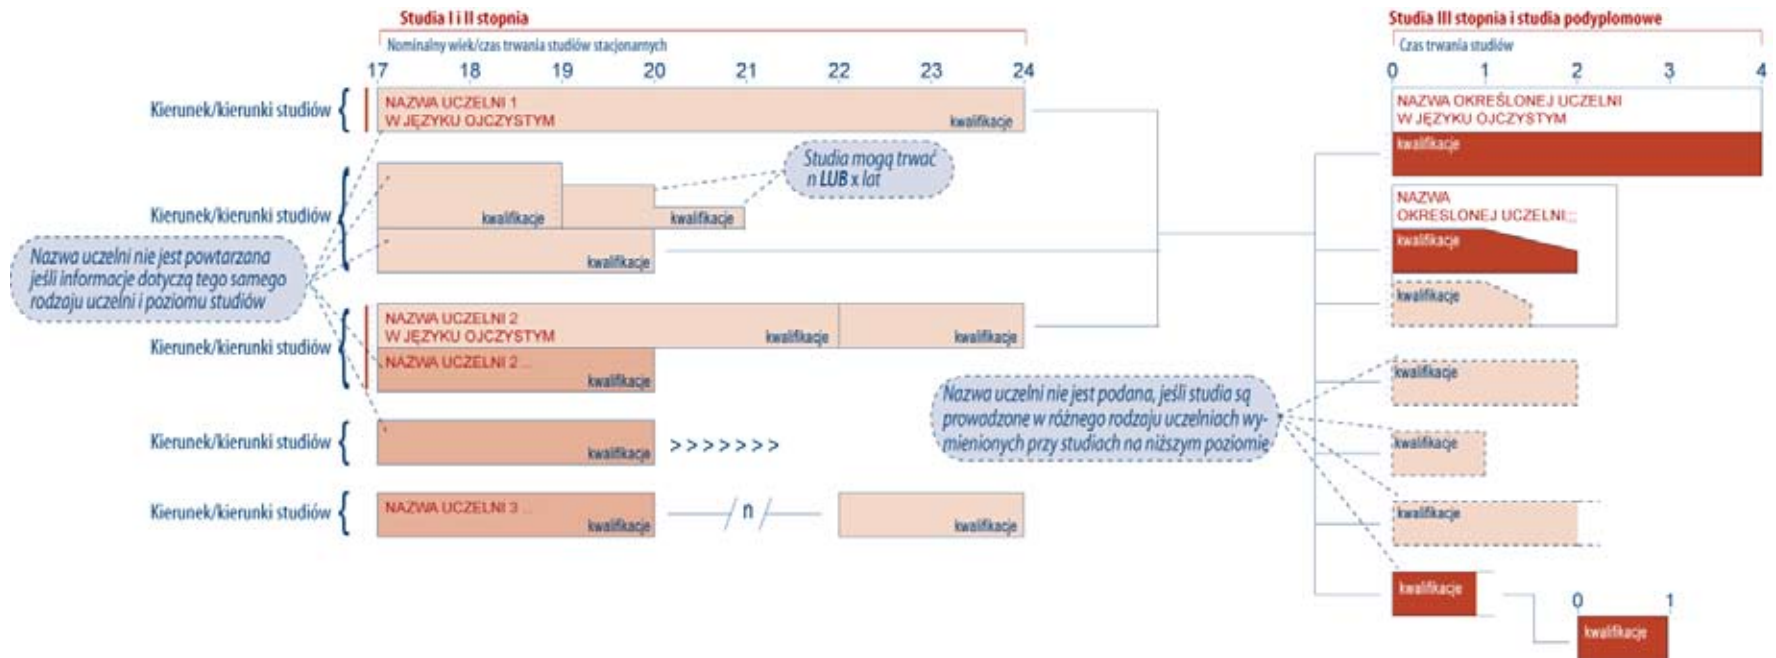 Studia I i II stopnia
Nominalny wiek/czas trwania studiów stacjonarnych
17 18 19 20 21 22 23 24
Kierunek/kierunki studiów
NAZWA UCZELNI 1
W JĘZYKU OJCZYSTYM
kwalifikacje
Studia mogą trwać
n LUB x lat
Kierunek/kierunki studiów
kwalifikacje
kwalifikacje
kwalifikacje
Nazwa uczelni nie jest powtarzana
jeśli informacje dotyczą tego samego
rodzaju uczelni i poziomu studiów
Kierunek/kierunki studiów
NAZWA UCZELNI 2
W JĘZYKU OJCZYSTYM
kwalifikacje
kwalifikacje
NAZWA UCZELNI 2 ...
kwalifikacje
Kierunek/kierunki studiów
kwalifikacje
> > > > > > >
Kierunek/kierunki studiów
NAZWA UCZELNI 3 ...
kwalifikacje
n
kwalifikacje
Nazwa uczelni nie jest podana, jeśli studia są
prowadzone w różnego rodzaju uczelniach wy-
mienionych przy studiach na niższym poziomie
Studia III stopnia i studia podyplomowe
Czas trwania studiów
0 1 2 3 4
NAZWA OKREŚLONEJ UCZELNI
W JĘZYKU OJCZYSTYM
kwalifikacje
NAZWA
OKREŚLONEJ UCZELNI...
kwalifikacje
kwalifikacje
kwalifikacje
kwalifikacje
kwalifikacje
kwalifikacje
0 1
kwalifikacje